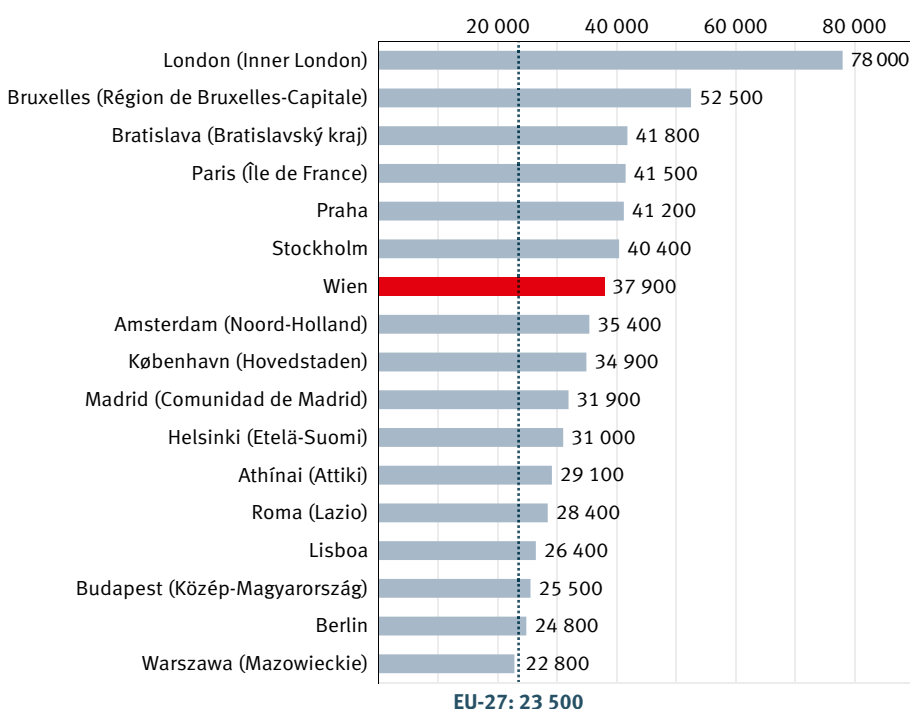 20 000 40 000 60 000 80 000
London (Inner London) 78 000
Bruxelles (Région de Bruxelles-Capitale) 52 500
Bratislava (Bratislavský kraj) 41 800
Paris (Île de France) 41 500
Praha 41 200
Stockholm 40 400
Wien 37 900
Amsterdam (Noord-Holland) 35 400
København (Hovedstaden) 34 900
Madrid (Comunidad de Madrid) 31 900
Helsinki (Etelä-Suomi) 31 000
Athínai (Attiki) 29 100
Roma (Lazio) 28 400
Lisboa 26 400
Budapest (Közép-Magyarország) 25 500
Berlin 24 800
Warszawa (Mazowieckie) 22 800
EU-27: 23 500